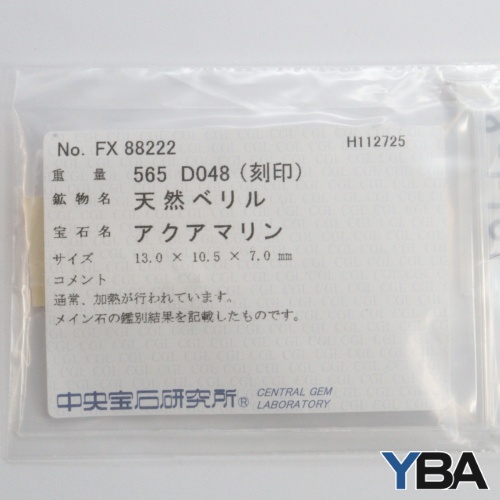 No. FX 88222 H112725
重量 565 D048 (刻印)
鉱物名 天然ベリル
宝石名 アクアマリン
サイズ 13.0 × 10.5 × 7.0 mm
コメント
通常、加熱が行われています。
メイン石の鑑別結果を記載したものです。
中央宝石研究所® CENTRAL GEM
LABORATORY
YBA